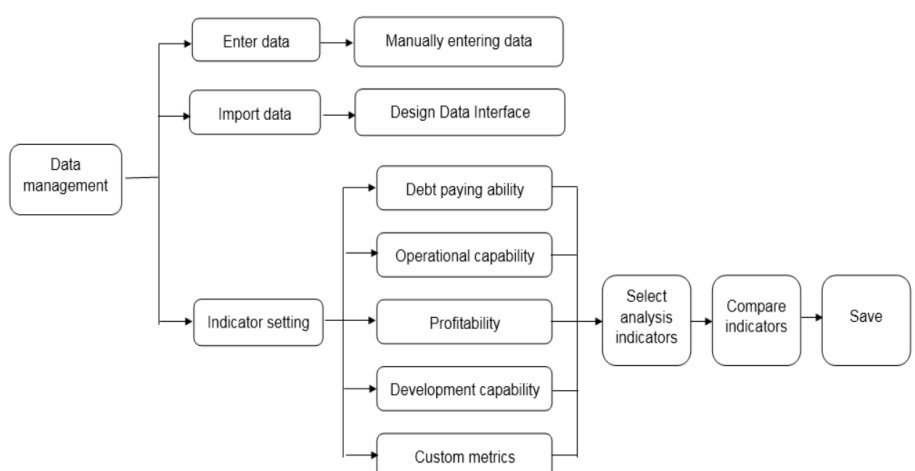 Enter data
Manually entering data
Import data
Design Data Interface
Data
management
Debt paying ability
Operational capability
Indicator setting
Profitability
Development capability
Custom metrics
Select
analysis
indicators
Compare
indicators
Save